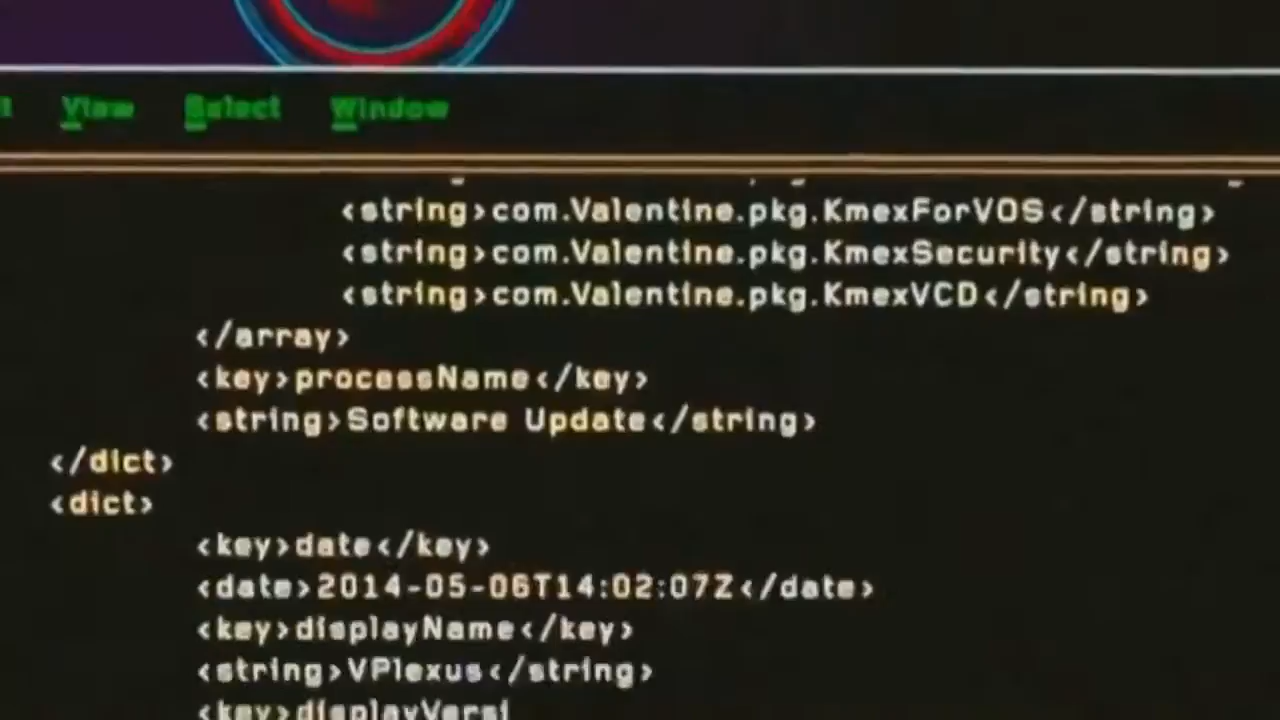 View Select Window
<string>com.Valentine.pkg.KmexForVOS</string>
<string>com.Valentine.pkg.KmexSecurity</string>
<string>com.Valentine.pkg.KmexVCD</string>
</array>
<key>processName</key>
<string>Software Update</string>
</dict>
<dict>
<key>date</key>
<date>2014-05-06T14:02:07Z</date>
<key>displayName</key>
<string>VPlexus</string>
<key>displayVersi